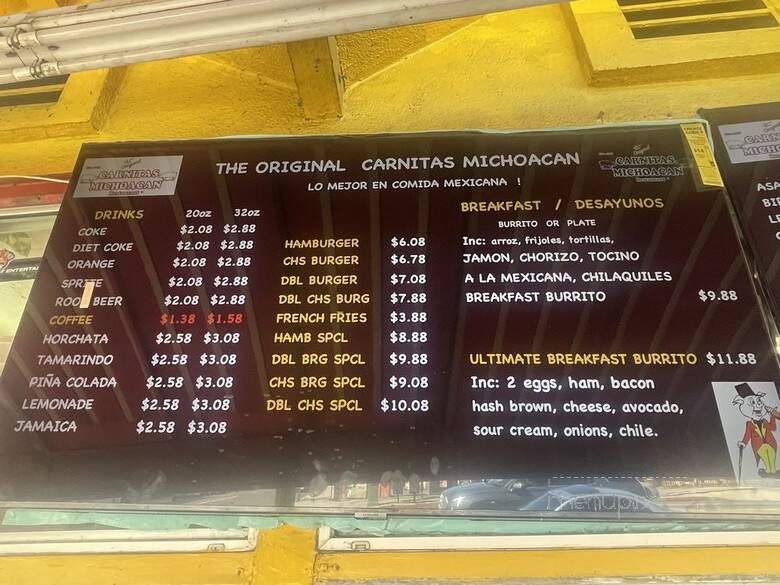 THE ORIGINAL CARNITAS MICHOACAN
LO MEJOR EN COMIDA MEXICANA !
CARNITAS
MICHOACAN
CARNITAS
MICHOACAN
DRINKS 20oz 32oz
COKE $2.08 $2.88
DIET COKE $2.08 $2.88
ORANGE $2.08 $2.88
SPRITE $2.08 $2.88
ROOT BEER $2.08 $2.88
COFFEE $1.38 $1.58
HORCHATA $2.58 $3.08
TAMARINDO $2.58 $3.08
PIÑA COLADA $2.58 $3.08
LEMONADE $2.58 $3.08
JAMAICA $2.58 $3.08
HAMBURGER $6.08
CHS BURGER $6.78
DBL BURGER $7.08
DBL CHS BURG $7.88
FRENCH FRIES $3.88
HAMB SPCL $8.88
DBL BRG SPCL $9.88
CHS BRG SPCL $9.08
DBL CHS SPCL $10.08
BREAKFAST / DESAYUNOS
BURRITO OR PLATE
Inc: arroz, frijoles, tortillas,
JAMON, CHORIZO, TOCINO
A LA MEXICANA, CHILAQUILES
BREAKFAST BURRITO $9.88
ULTIMATE BREAKFAST BURRITO $11.88
Inc: 2 eggs, ham, bacon
hash brown, cheese, avocado,
sour cream, onions, chile.
MenuPix